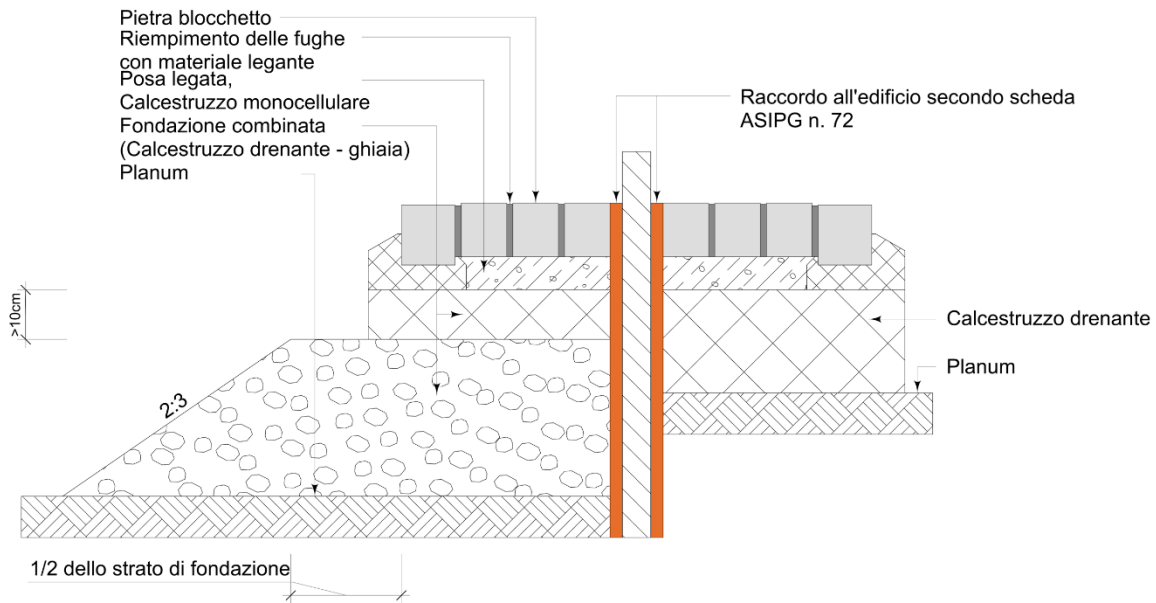 Pietra blocchetto
Riempimento delle fughe
con materiale legante
Posa legata,
Calcestruzzo monocellulare
Fondazione combinata
(Calcestruzzo drenante - ghiaia)
Planum
Raccordo all'edificio secondo scheda
ASIPG n. 72
>10cm
Calcestruzzo drenante
Planum
2:3
1/2 dello strato di fondazione